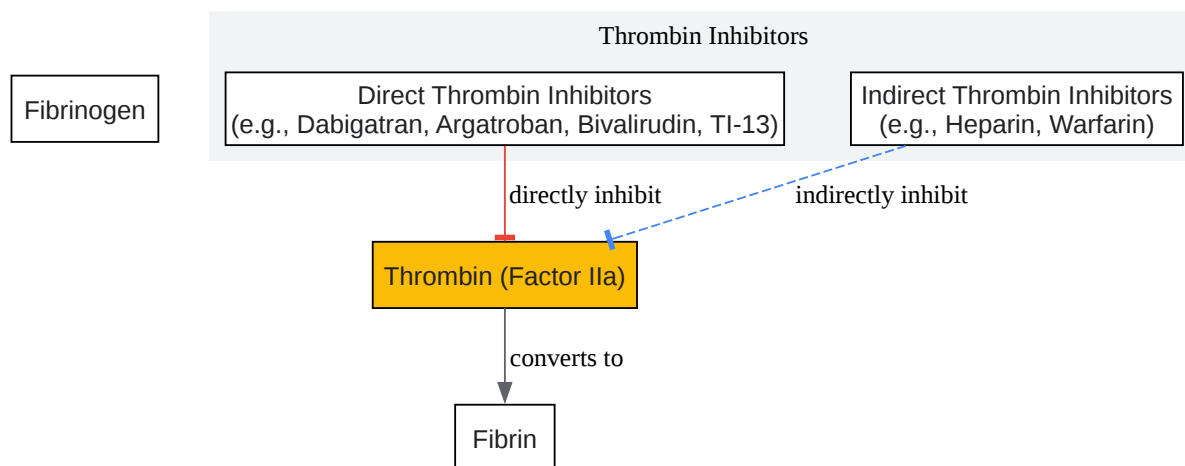 Thrombin Inhibitors
Fibrinogen
Direct Thrombin Inhibitors
(e.g., Dabigatran, Argatroban, Bivalirudin, TI-13)
Indirect Thrombin Inhibitors
(e.g., Heparin, Warfarin)
directly inhibit
indirectly inhibit
Thrombin (Factor IIa)
converts to
Fibrin